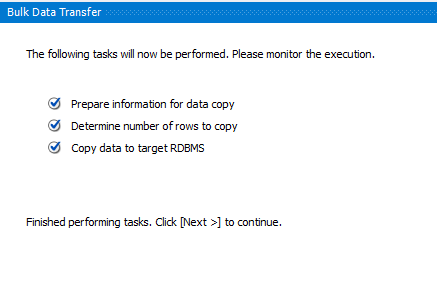 Bulk Data Transfer
The following tasks will now be performed. Please monitor the execution.
Prepare information for data copy
Determine number of rows to copy
Copy data to target RDBMS
Finished performing tasks. Click [Next >] to continue.